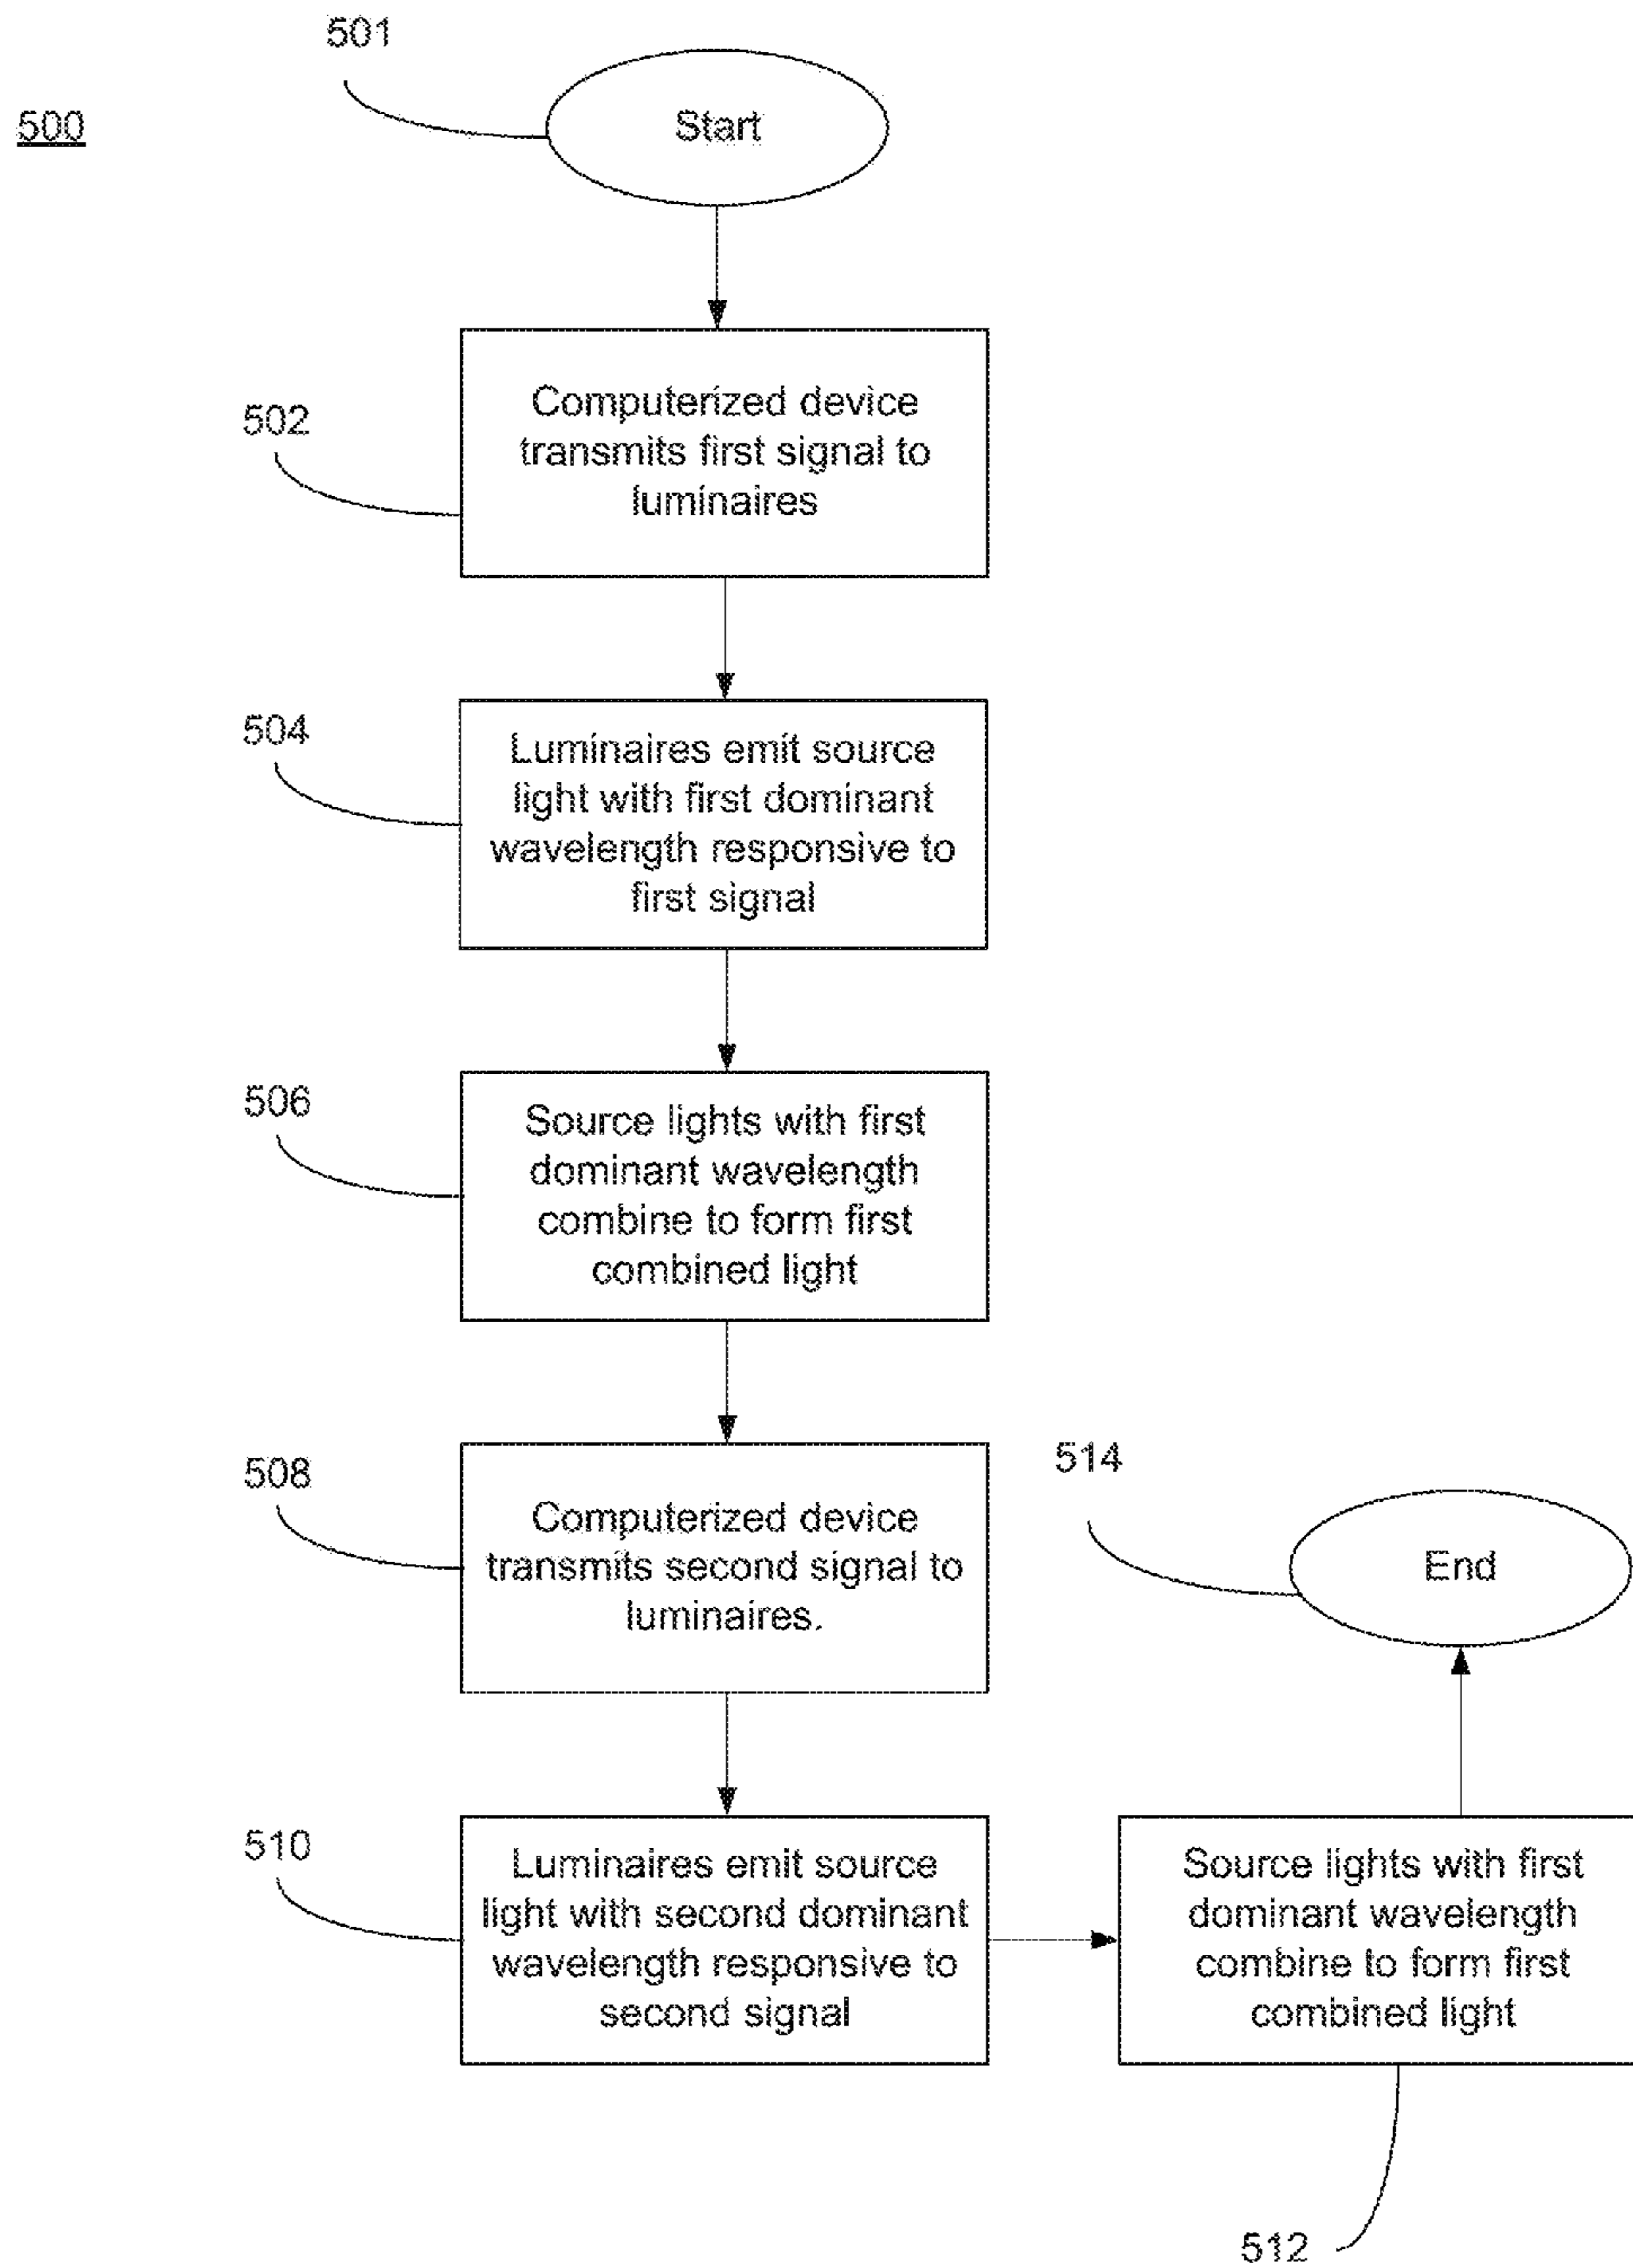 501
500
Start
502
Computerized device
transmits first signal to
luminaires
504
Luminaires emit source
light with first dominant
wavelength responsive to
first signal
506
Source lights with first
dominant wavelength
combine to form first
combined light
508
Computerized device
transmits second signal to
luminaires.
514
End
510
Luminaires emit source
light with second dominant
wavelength responsive to
second signal
Source lights with first
dominant wavelength
combine to form first
combined light
512